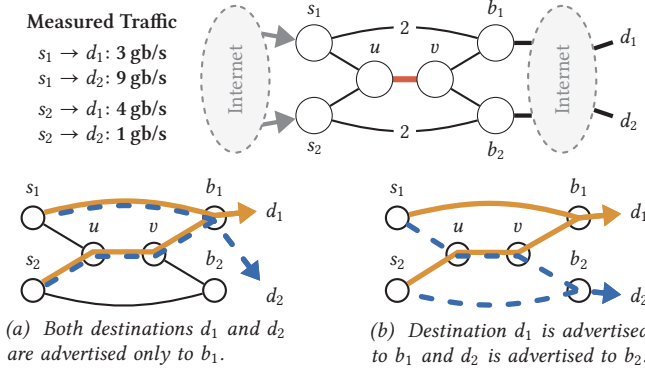 Measured Traffic
s1 → d1: 3 gb/s
s1 → d2: 9 gb/s
s2 → d1: 4 gb/s
s2 → d2: 1 gb/s
Internet
s1
2
b1
u
v
s2
2
b2
Internet
d1
d2
s1
b1
d1
u
v
s2
b2
d2
(a) Both destinations d1 and d2
are advertised only to b1.
s1
b1
d1
u
v
s2
b2
d2
(b) Destination d1 is advertised
to b1 and d2 is advertised to b2.